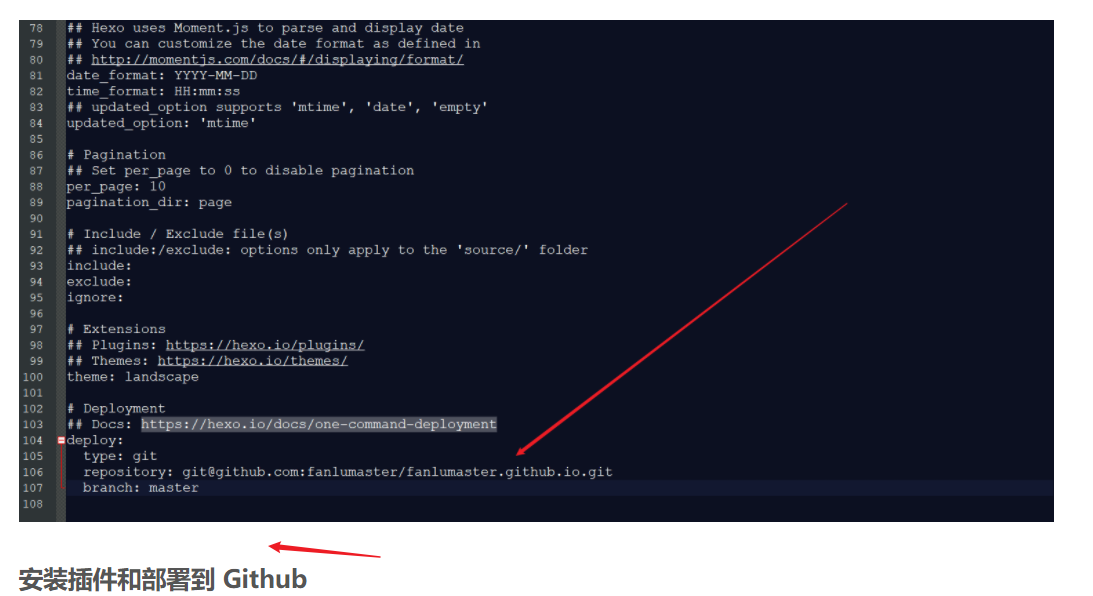 78 ## Hexo uses Moment.js to parse and display date
79 ## You can customize the date format as defined in
80 ## http://momentjs.com/docs/#/displaying/format/
81 date_format: YYYY-MM-DD
82 time_format: HH:mm:ss
83 ## updated_option supports 'mtime', 'date', 'empty'
84 updated_option: 'mtime'
85
86 # Pagination
87 ## Set per_page to 0 to disable pagination
88 per_page: 10
89 pagination_dir: page
90
91 # Include / Exclude file(s)
92 ## include:/exclude: options only apply to the 'source/' folder
93 include:
94 exclude:
95 ignore:
96
97 # Extensions
98 ## Plugins: https://hexo.io/plugins/
99 ## Themes: https://hexo.io/themes/
100 theme: landscape
101
102 # Deployment
103 ## Docs: https://hexo.io/docs/one-command-deployment
104 deploy:
105 type: git
106 repository: git@github.com:fanlumaster/fanlumaster.github.io.git
107 branch: master
108
安装插件和部署到 Github